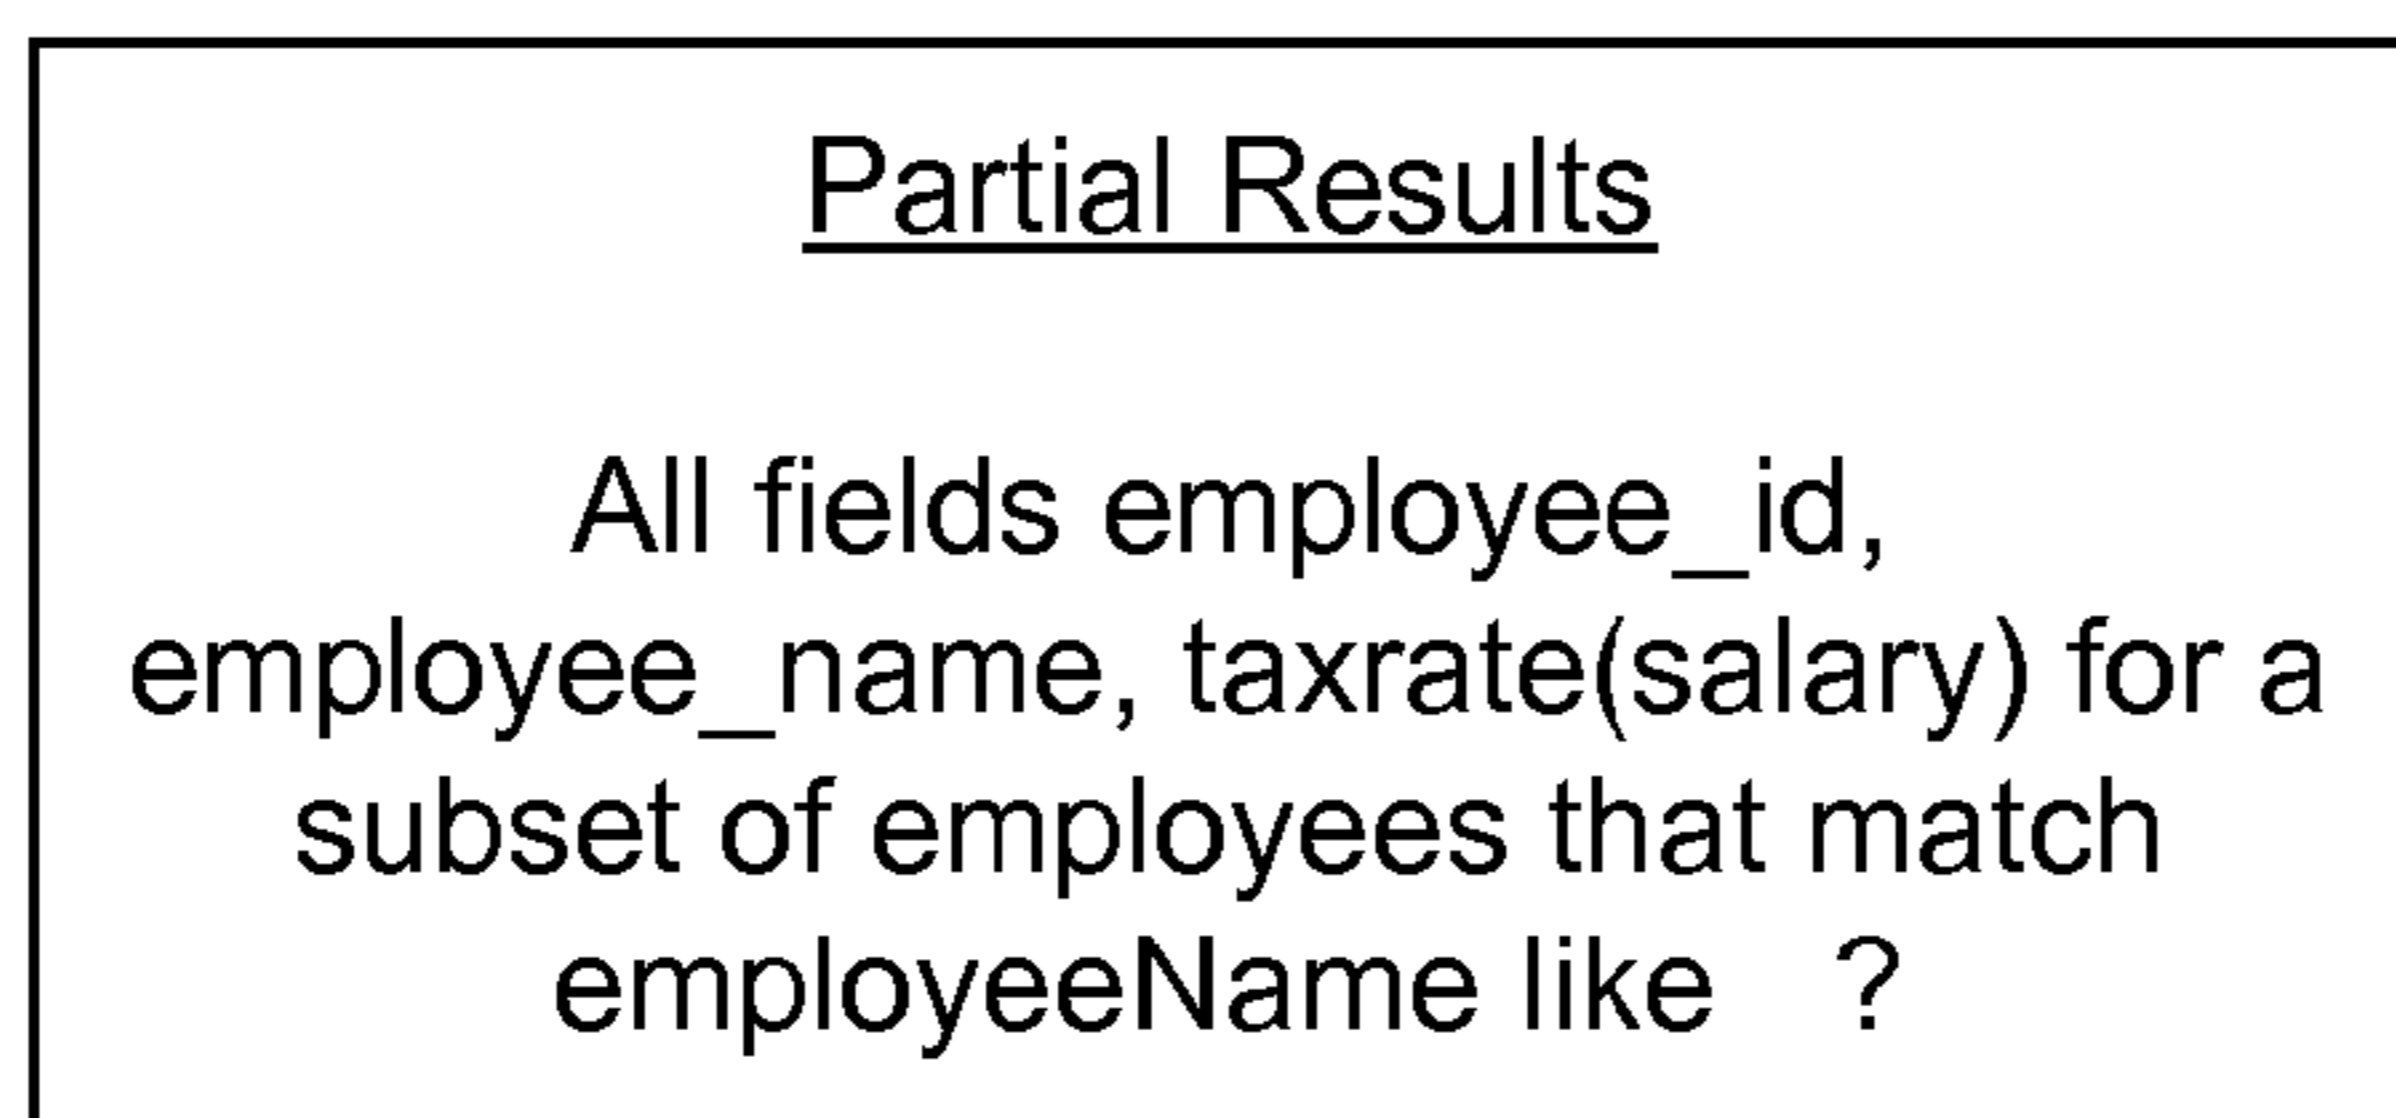 Partial Results
All fields employee_id,
employee_name, taxrate(salary) for a
subset of employees that match
employeeName like ?